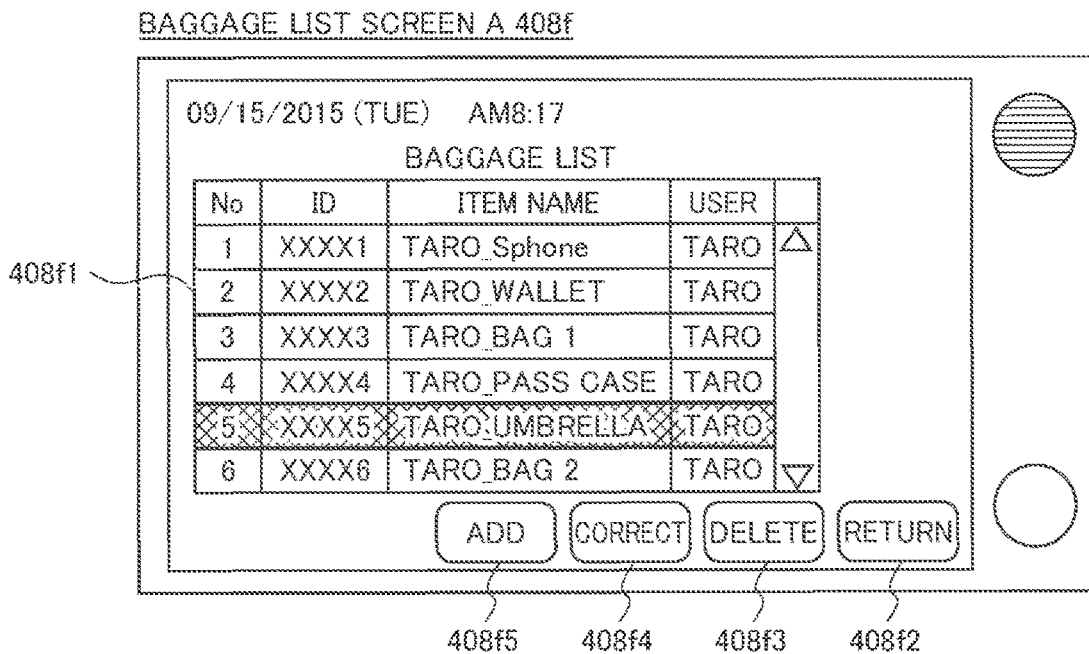 BAGGAGE LIST SCREEN A 408f
09/15/2015 (TUE) AM8:17
BAGGAGE LIST
No ID ITEM NAME USER
1 XXXX1 TARO_Sphone TARO
2 XXXX2 TARO_WALLET TARO
3 XXXX3 TARO_BAG 1 TARO
4 XXXX4 TARO_PASS CASE TARO
5 XXXX5 TARO_UMBRELLA TARO
6 XXXX6 TARO_BAG 2 TARO
408f1
ADD CORRECT DELETE RETURN
408f5 408f4 408f3 408f2